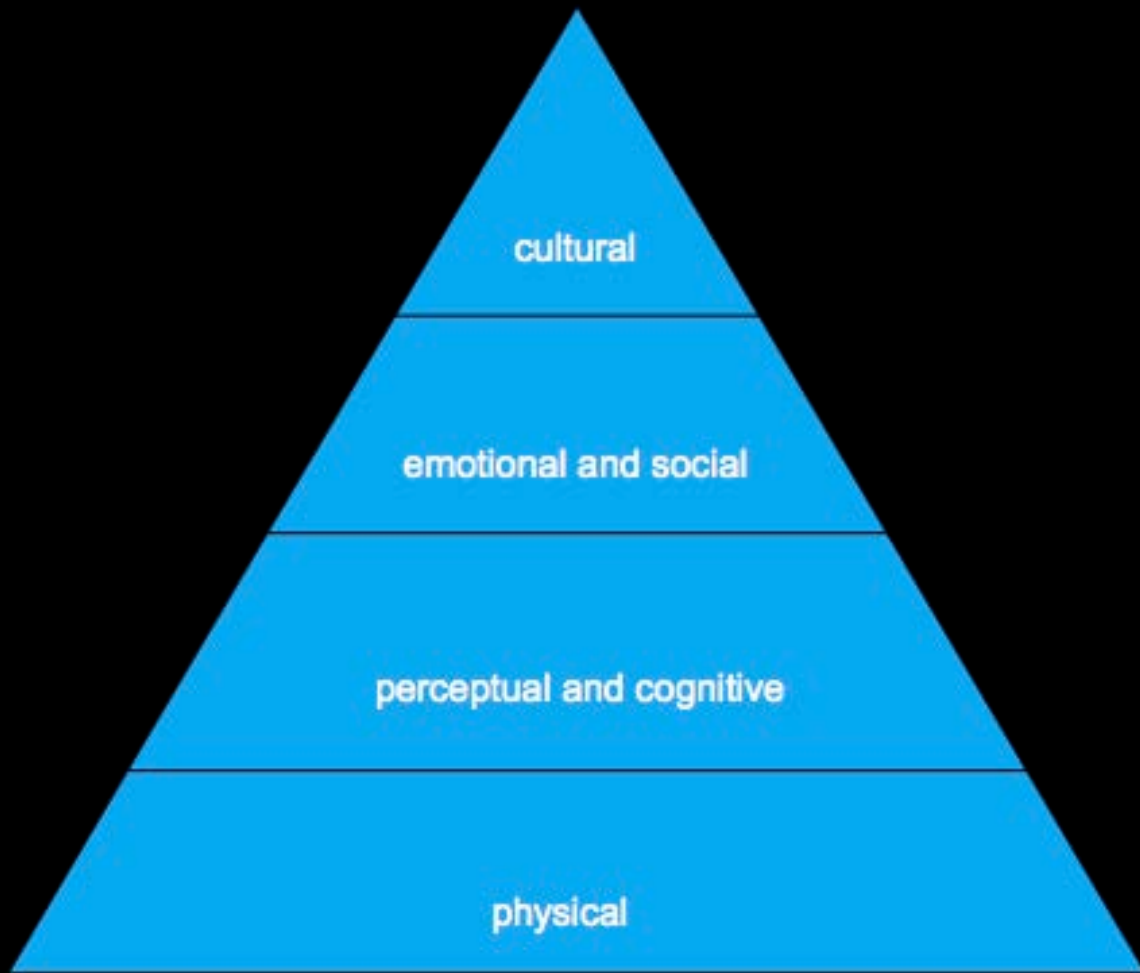 cultural
emotional and social
perceptual and cognitive
physical